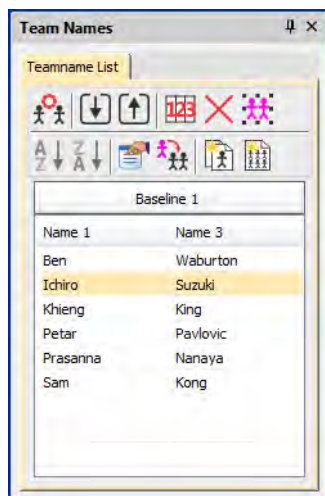 Team Names
Teamname List
123
A Z Z A
Baseline 1
Name 1 Name 3
Ben Waburton
Ichiro Suzuki
Khieng King
Petar Pavlovic
Prasanna Nanaya
Sam Kong